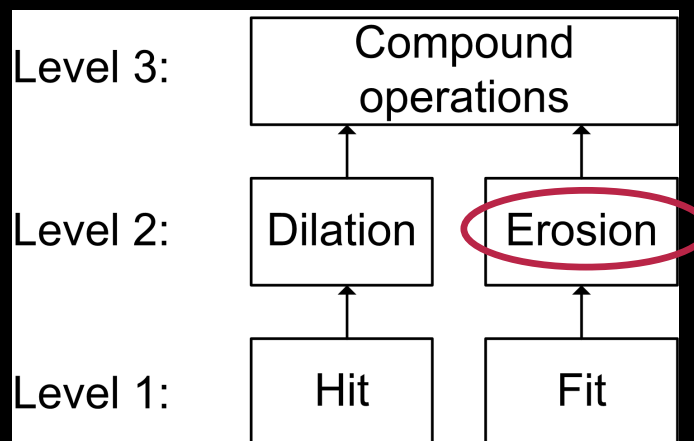 Level 3:
Compound
operations
Level 2:
Dilation
Erosion
Level 1:
Hit
Fit